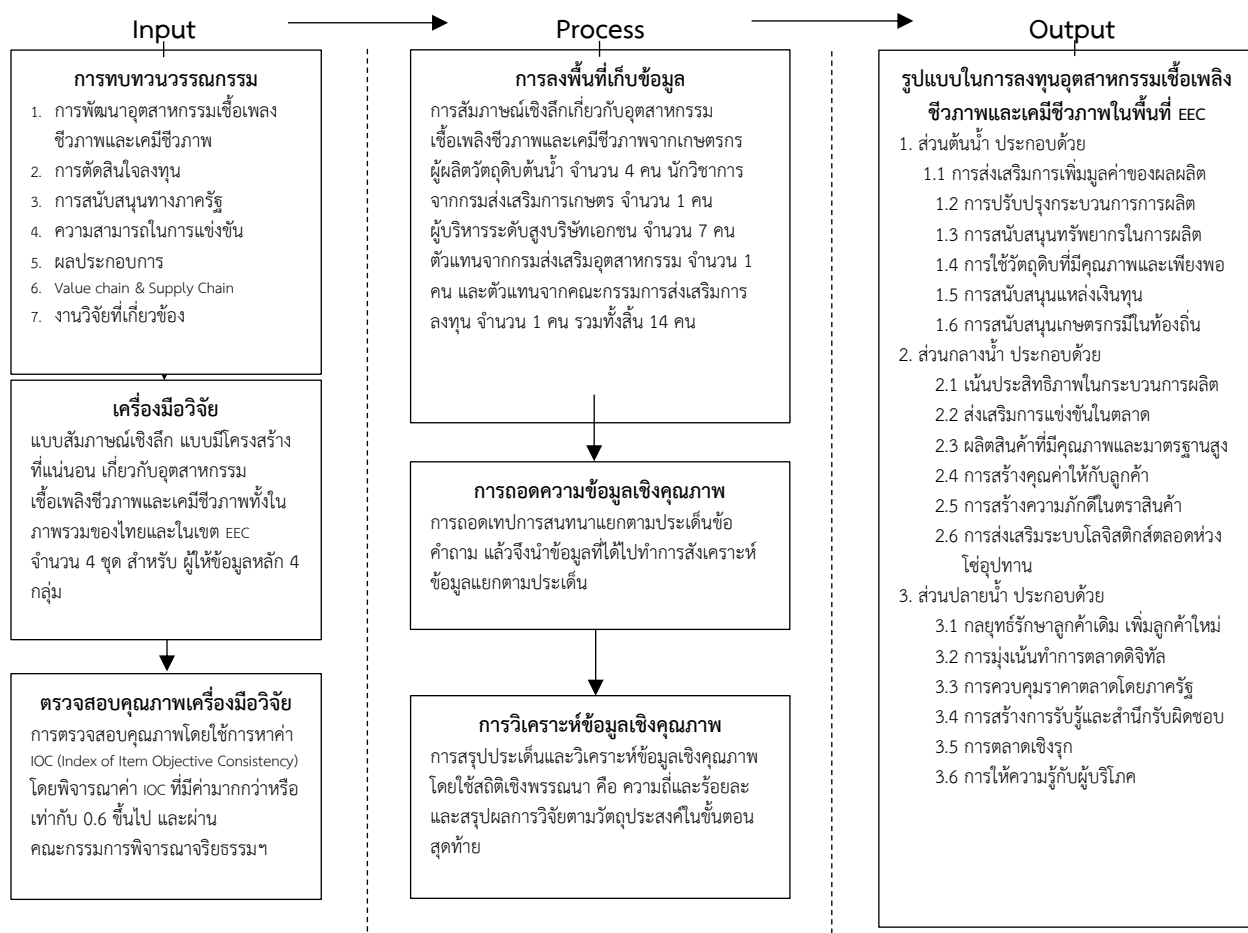 Input
การทบทวนวรรณกรรม
1. การพัฒนาอุตสาหกรรมเชื้อเพลง
ชีวภาพและเคมีชีวภาพ
2. การตัดสินใจลงทุน
3. การสนับสนุนทางภาครัฐ
4. ความสามารถในการแข่งขัน
5. ผลประกอบการ
6. Value chain & Supply Chain
7. งานวิจัยที่เกี่ยวข้อง
เครื่องมือวิจัย
แบบสัมภาษณ์เชิงลึก แบบมีโครงสร้าง
ที่แน่นอน เกี่ยวกับอุตสาหกรรม
เชื้อเพลิงชีวภาพและเคมีชีวภาพทั้งใน
ภาพรวมของไทยและในเขต EEC
จำนวน 4 ชุด สำหรับ ผู้ให้ข้อมูลหลัก 4
กลุ่ม
ตรวจสอบคุณภาพเครื่องมือวิจัย
การตรวจสอบคุณภาพโดยใช้การหาค่า
IOC (Index of Item Objective Consistency)
โดยพิจารณาค่า IOC ที่มีค่ามากกว่าหรือ
เท่ากับ 0.6 ขึ้นไป และผ่าน
คณะกรรมการพิจารณาจริยธรรมฯ
Process
การลงพื้นที่เก็บข้อมูล
การสัมภาษณ์เชิงลึกเกี่ยวกับอุตสาหกรรม
เชื้อเพลิงชีวภาพและเคมีชีวภาพจากเกษตรกร
ผู้ผลิตวัตถุดิบต้นน้ำ จำนวน 4 คน นักวิชาการ
จากกรมส่งเสริมการเกษตร จำนวน 1 คน
ผู้บริหารระดับสูงบริษัทเอกชน จำนวน 7 คน
ตัวแทนจากกรมส่งเสริมอุตสาหกรรม จำนวน 1
คน และตัวแทนจากคณะกรรมการส่งเสริมการ
ลงทุน จำนวน 1 คน รวมทั้งสิ้น 14 คน
การถอดความข้อมูลเชิงคุณภาพ
การถอดเทปการสนทนาแยกตามประเด็นข้อ
คำถาม แล้วจึงนำข้อมูลที่ได้ไปทำการสังเคราะห์
ข้อมูลแยกตามประเด็น
การวิเคราะห์ข้อมูลเชิงคุณภาพ
การสรุปประเด็นและวิเคราะห์ข้อมูลเชิงคุณภาพ
โดยใช้สถิติเชิงพรรณนา คือ ความถี่และร้อยละ
และสรุปผลการวิจัยตามวัตถุประสงค์ในขั้นตอน
สุดท้าย
Output
รูปแบบในการลงทุนอุตสาหกรรมเชื้อเพลิง
ชีวภาพและเคมีชีวภาพในพื้นที่ EEC
1. ส่วนต้นน้ำ ประกอบด้วย
1.1 การส่งเสริมการเพิ่มมูลค่าของผลผลิต
1.2 การปรับปรุงกระบวนการการผลิต
1.3 การสนับสนุนทรัพยากรในการผลิต
1.4 การใช้วัตถุดิบที่มีคุณภาพและเพียงพอ
1.5 การสนับสนุนแหล่งเงินทุน
1.6 การสนับสนุนเกษตรกรมีในท้องถิ่น
2. ส่วนกลางน้ำ ประกอบด้วย
2.1 เน้นประสิทธิภาพในกระบวนการผลิต
2.2 ส่งเสริมการแข่งขันในตลาด
2.3 ผลิตสินค้าที่มีคุณภาพและมาตรฐานสูง
2.4 การสร้างคุณค่าให้กับลูกค้า
2.5 การสร้างความภักดีในตราสินค้า
2.6 การส่งเสริมระบบโลจิสติกส์ตลอดห่วง
โซ่อุปทาน
3. ส่วนปลายน้ำ ประกอบด้วย
3.1 กลยุทธ์รักษาลูกค้าเดิม เพิ่มลูกค้าใหม่
3.2 การมุ่งเน้นทำการตลาดดิจิทัล
3.3 การควบคุมราคาตลาดโดยภาครัฐ
3.4 การสร้างการรับรู้และสำนึกรับผิดชอบ
3.5 การตลาดเชิงรุก
3.6 การให้ความรู้กับผู้บริโภค